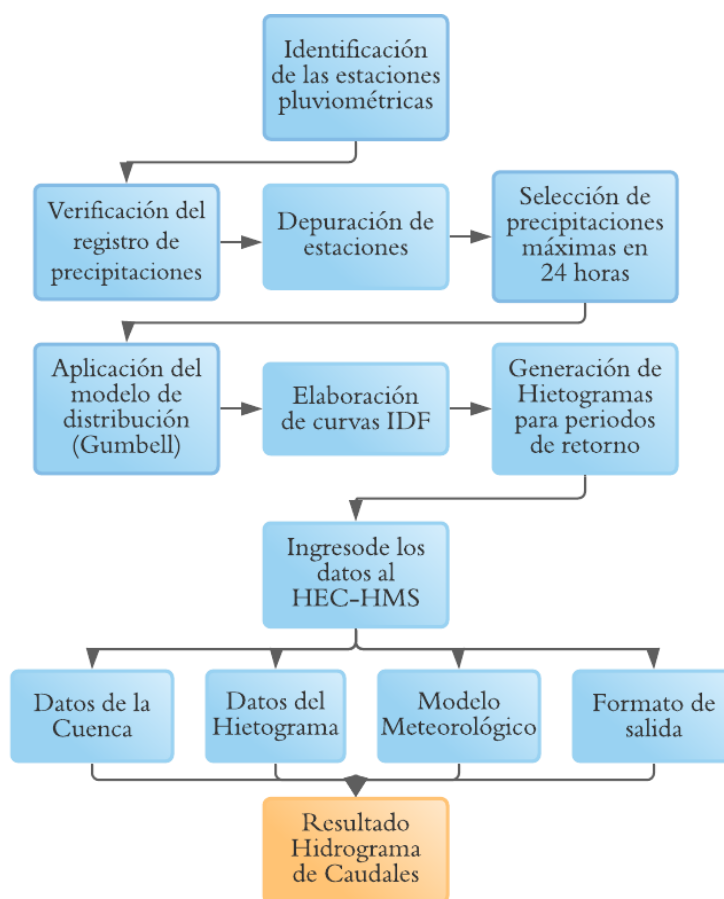 Identificación
de las estaciones
pluviométricas
Verificación del
registro de
precipitaciones
Depuración de
estaciones
Selección de
precipitaciones
máximas en
24 horas
Aplicación del
modelo de
distribución
(Gumbell)
Elaboración
de curvas IDF
Generación de
Hietogramas
para periodos
de retorno
Ingresode los
datos al
HEC-HMS
Datos de la
Cuenca
Datos del
Hietograma
Modelo
Meteorológico
Formato de
salida
Resultado
Hidrograma
de Caudales